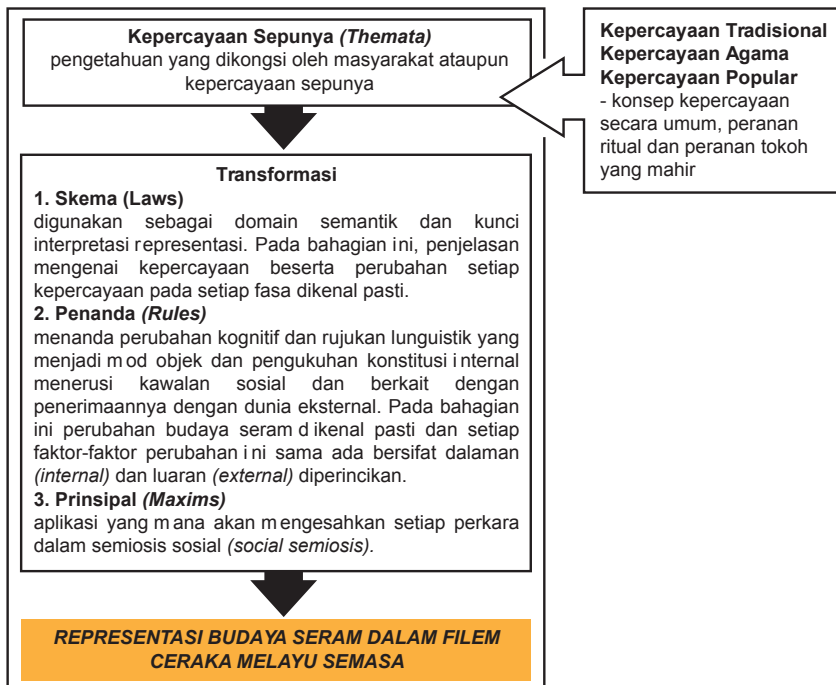 Kepercayaan Sepunya (Themata)
pengetahuan yang dikongsi oleh masyarakat ataupun
kepercayaan sepunya
Kepercayaan Tradisional
Kepercayaan Agama
Kepercayaan Popular
- konsep kepercayaan
secara umum, peranan
ritual dan peranan tokoh
yang mahir
Transformasi
1. Skema (Laws)
digunakan sebagai domain semantik dan kunci
interpretasi representasi. Pada bahagian ini, penjelasan
mengenai kepercayaan beserta perubahan setiap
kepercayaan pada setiap fasa dikenal pasti.
2. Penanda (Rules)
menanda perubahan kognitif dan rujukan lunguistik yang
menjadi mod objek dan pengukuhan konstitusi internal
menerusi kawalan sosial dan berkait dengan
penerimaannya dengan dunia eksternal. Pada bahagian
ini perubahan budaya seram dikenal pasti dan setiap
faktor-faktor perubahan ini sama ada bersifat dalaman
(internal) dan luaran (external) diperincikan.
3. Prinsipal (Maxims)
aplikasi yang mana akan mengesahkan setiap perkara
dalam semiosis sosial (social semiosis).
REPRESENTASI BUDAYA SERAM DALAM FILEM
CERAKA MELAYU SEMASA